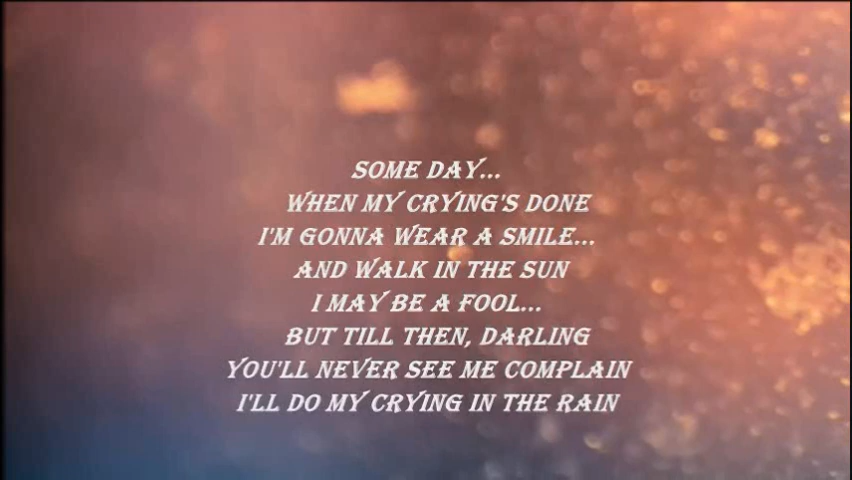 SOME DAY...
WHEN MY CRYING'S DONE
I'M GONNA WEAR A SMILE...
AND WALK IN THE SUN
I MAY BE A FOOL...
BUT TILL THEN, DARLING
YOU'LL NEVER SEE ME COMPLAIN
I'LL DO MY CRYING IN THE RAIN